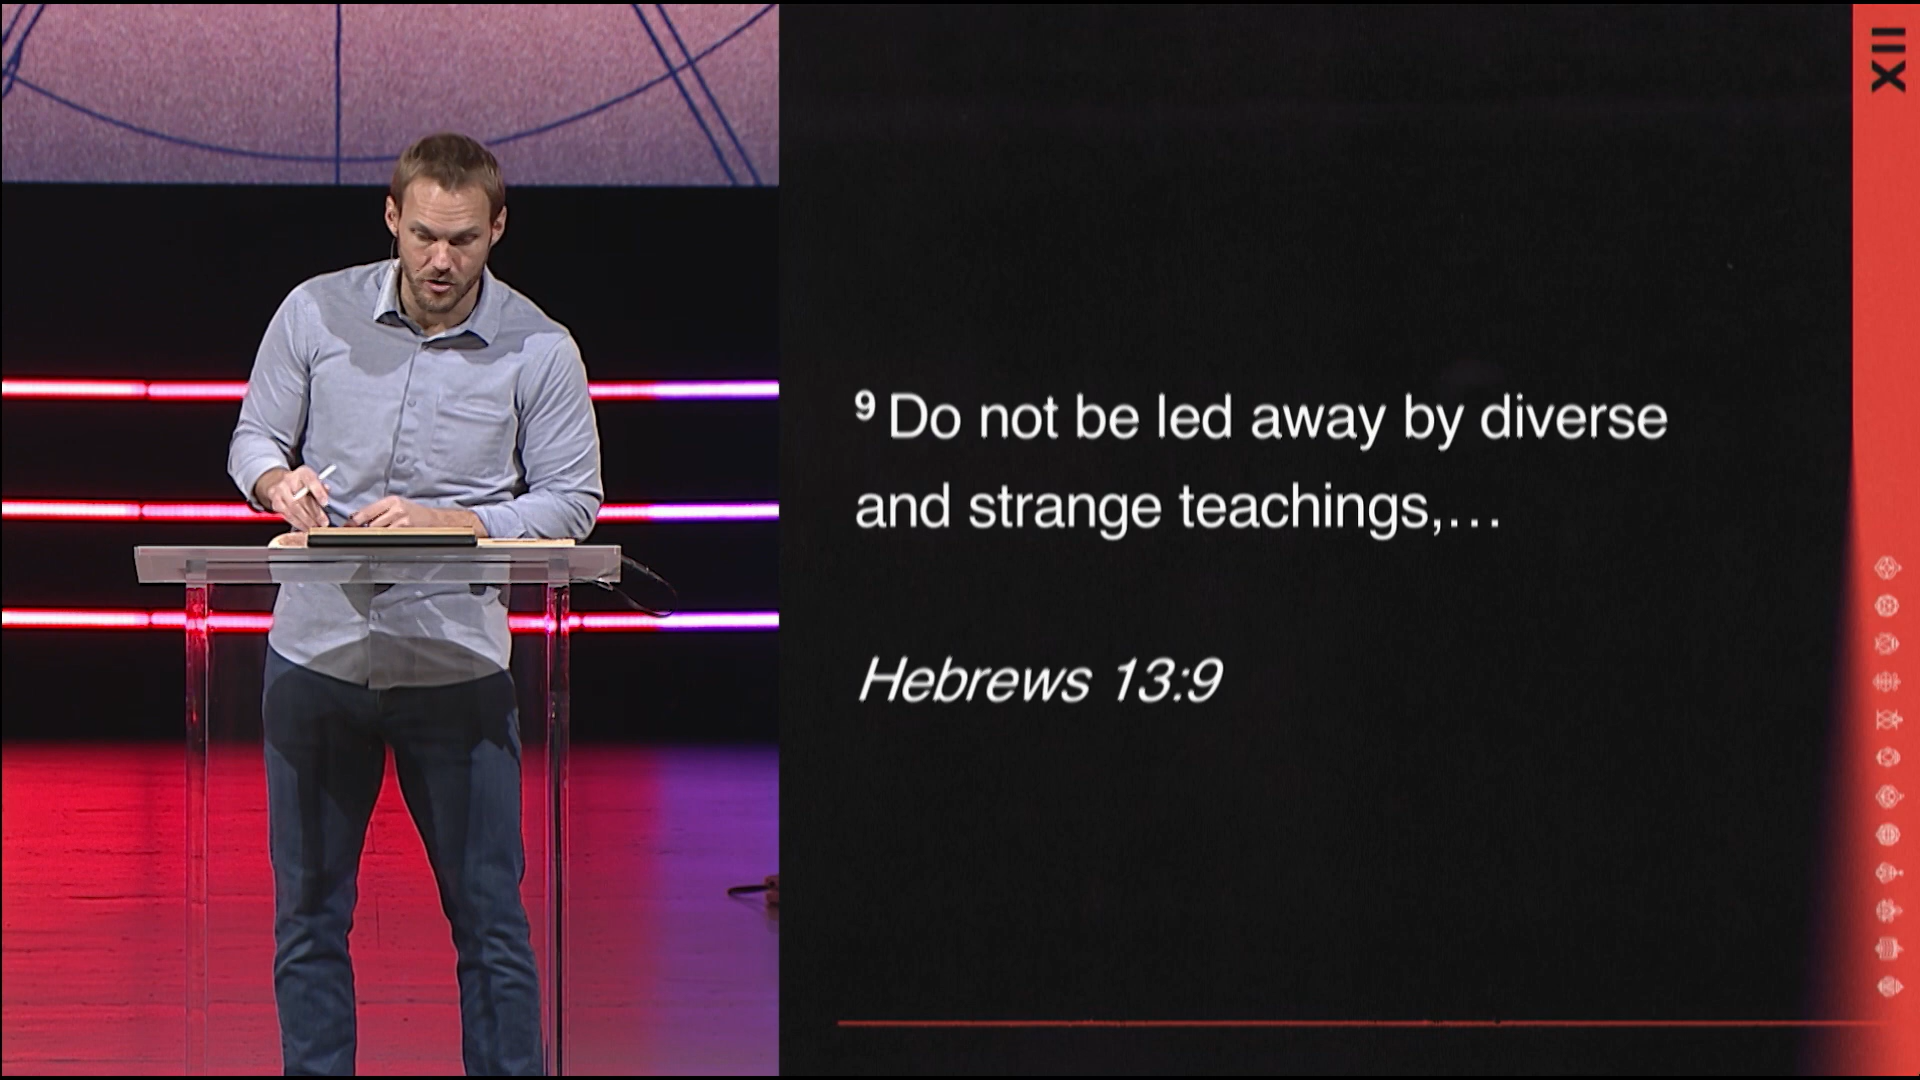 XII
⁹ Do not be led away by diverse
and strange teachings,…
Hebrews 13:9